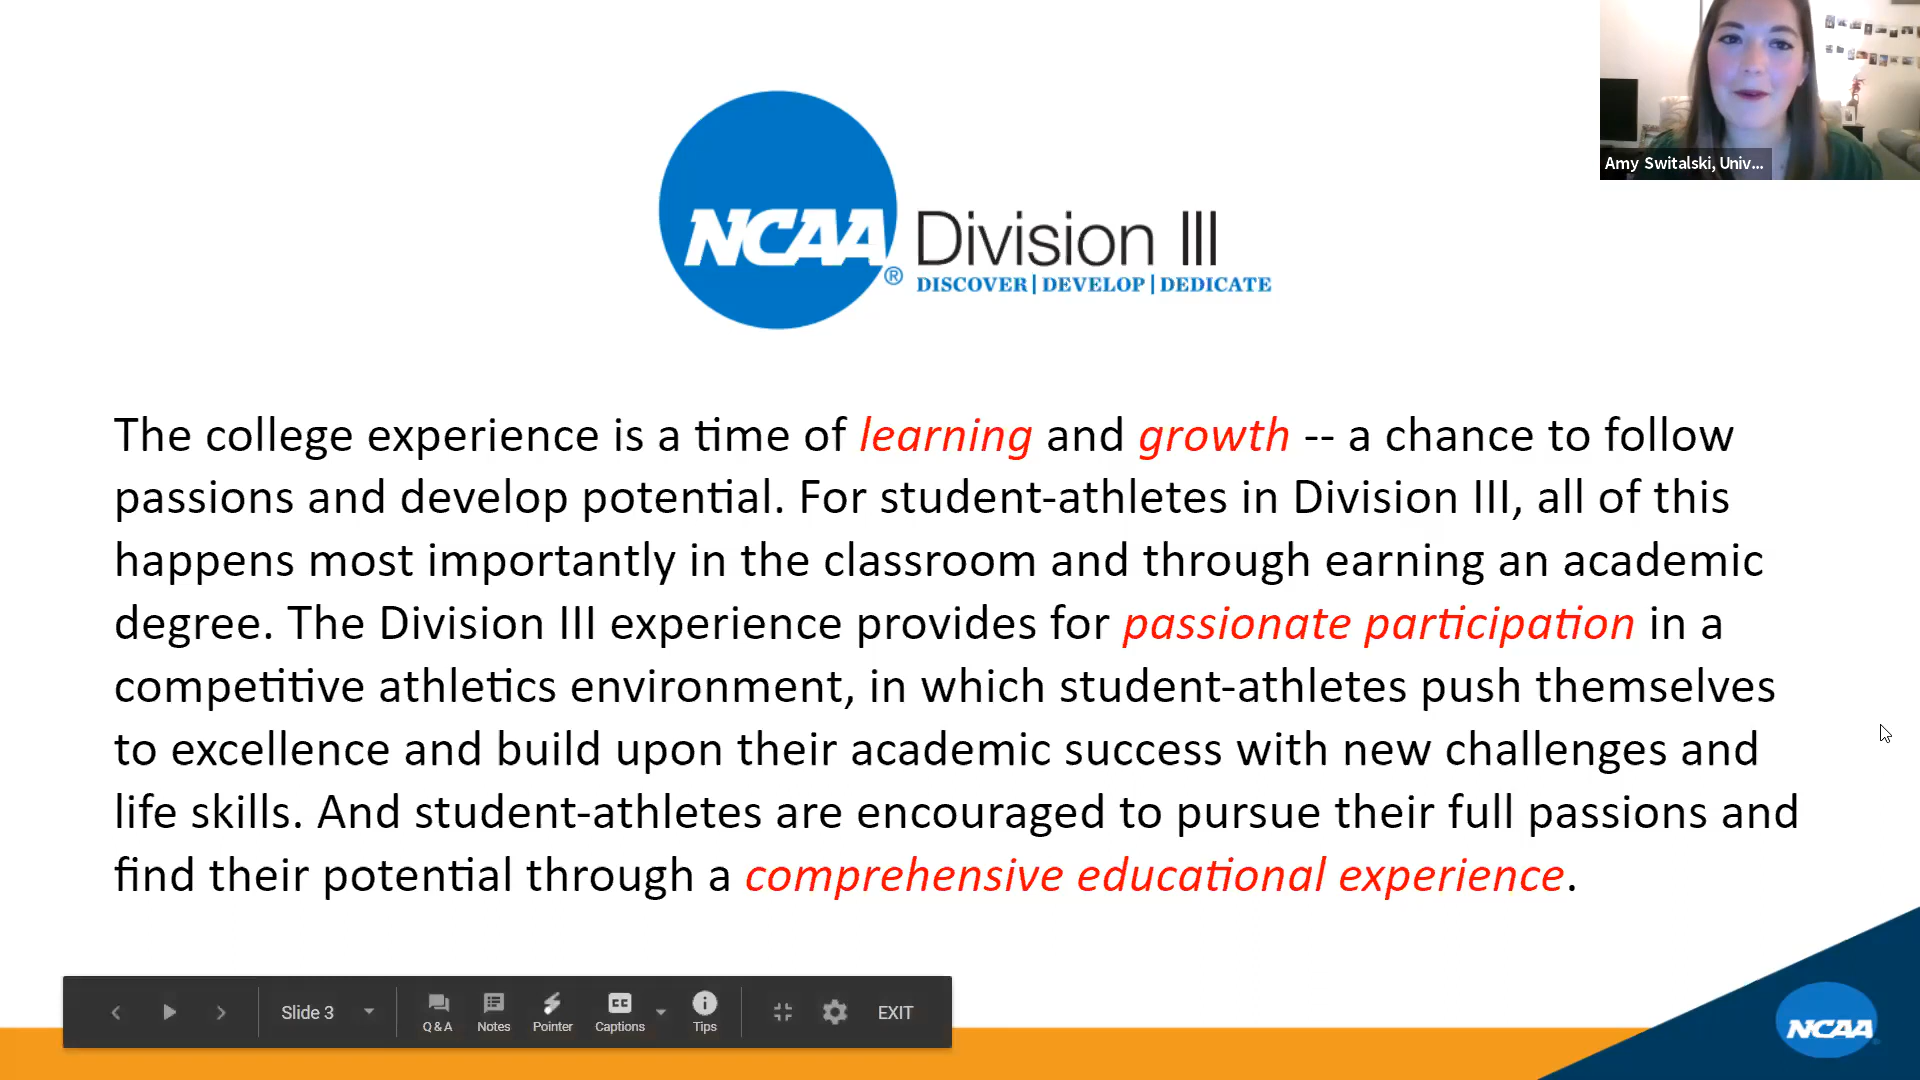 Amy Switalski, Univ...
NCAA
®
Division III
DISCOVER | DEVELOP | DEDICATE
The college experience is a time of learning and growth -- a chance to follow
passions and develop potential. For student-athletes in Division III, all of this
happens most importantly in the classroom and through earning an academic
degree. The Division III experience provides for passionate participation in a
competitive athletics environment, in which student-athletes push themselves
to excellence and build upon their academic success with new challenges and
life skills. And student-athletes are encouraged to pursue their full passions and
find their potential through a comprehensive educational experience.
Slide 3
Q & A
Notes
Pointer
CC
Captions
Tips
EXIT
NCAA